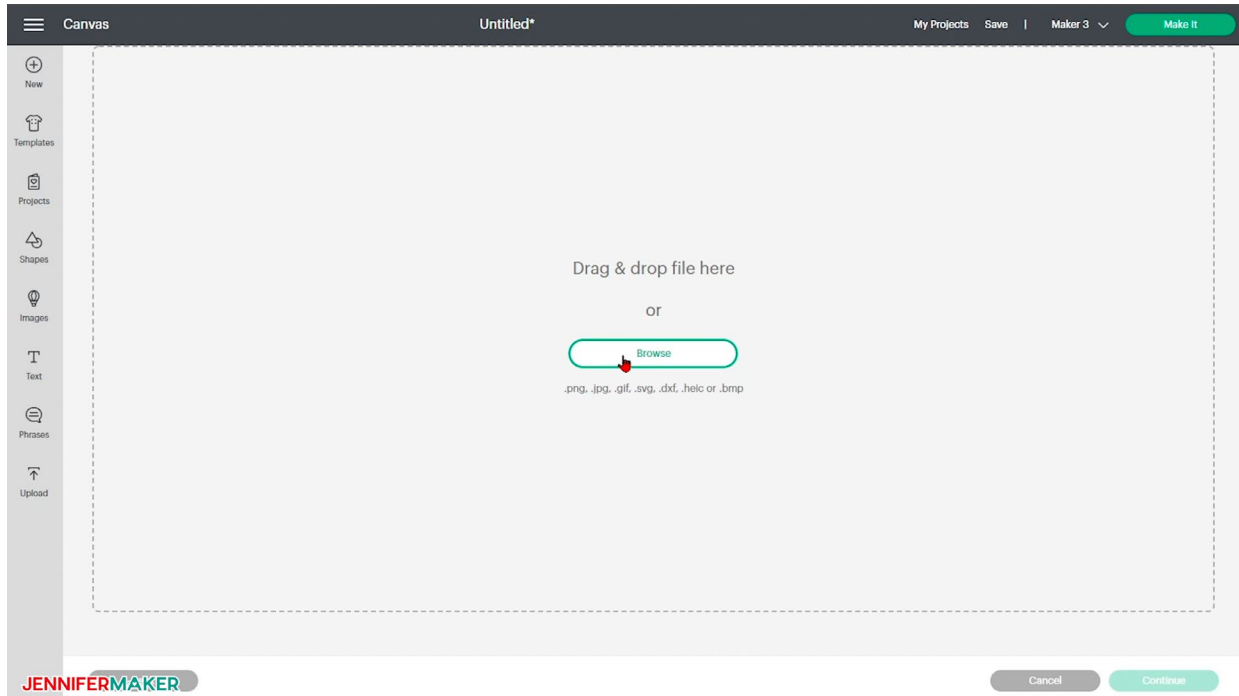 Canvas
Untitled*
My Projects Save | Maker 3 Make It
New
Templates
Projects
Shapes
Images
Text
Phrases
Upload
Drag & drop file here
or
Browse
.png, .jpg, .gif, .svg, .dxf, .heic or .bmp
JENNIFERMAKER
Cancel Continue